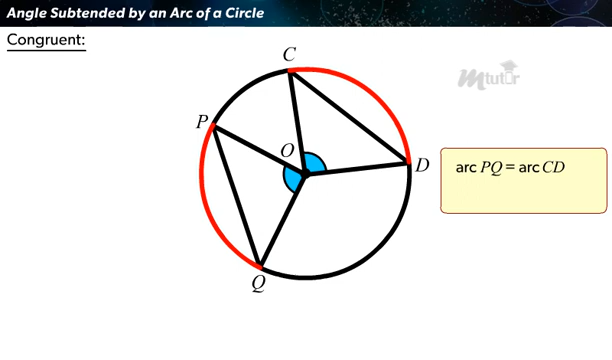 Angle Subtended by an Arc of a Circle
Congruent:
C
mtutor
P
O
D
arc PQ = arc CD
Q